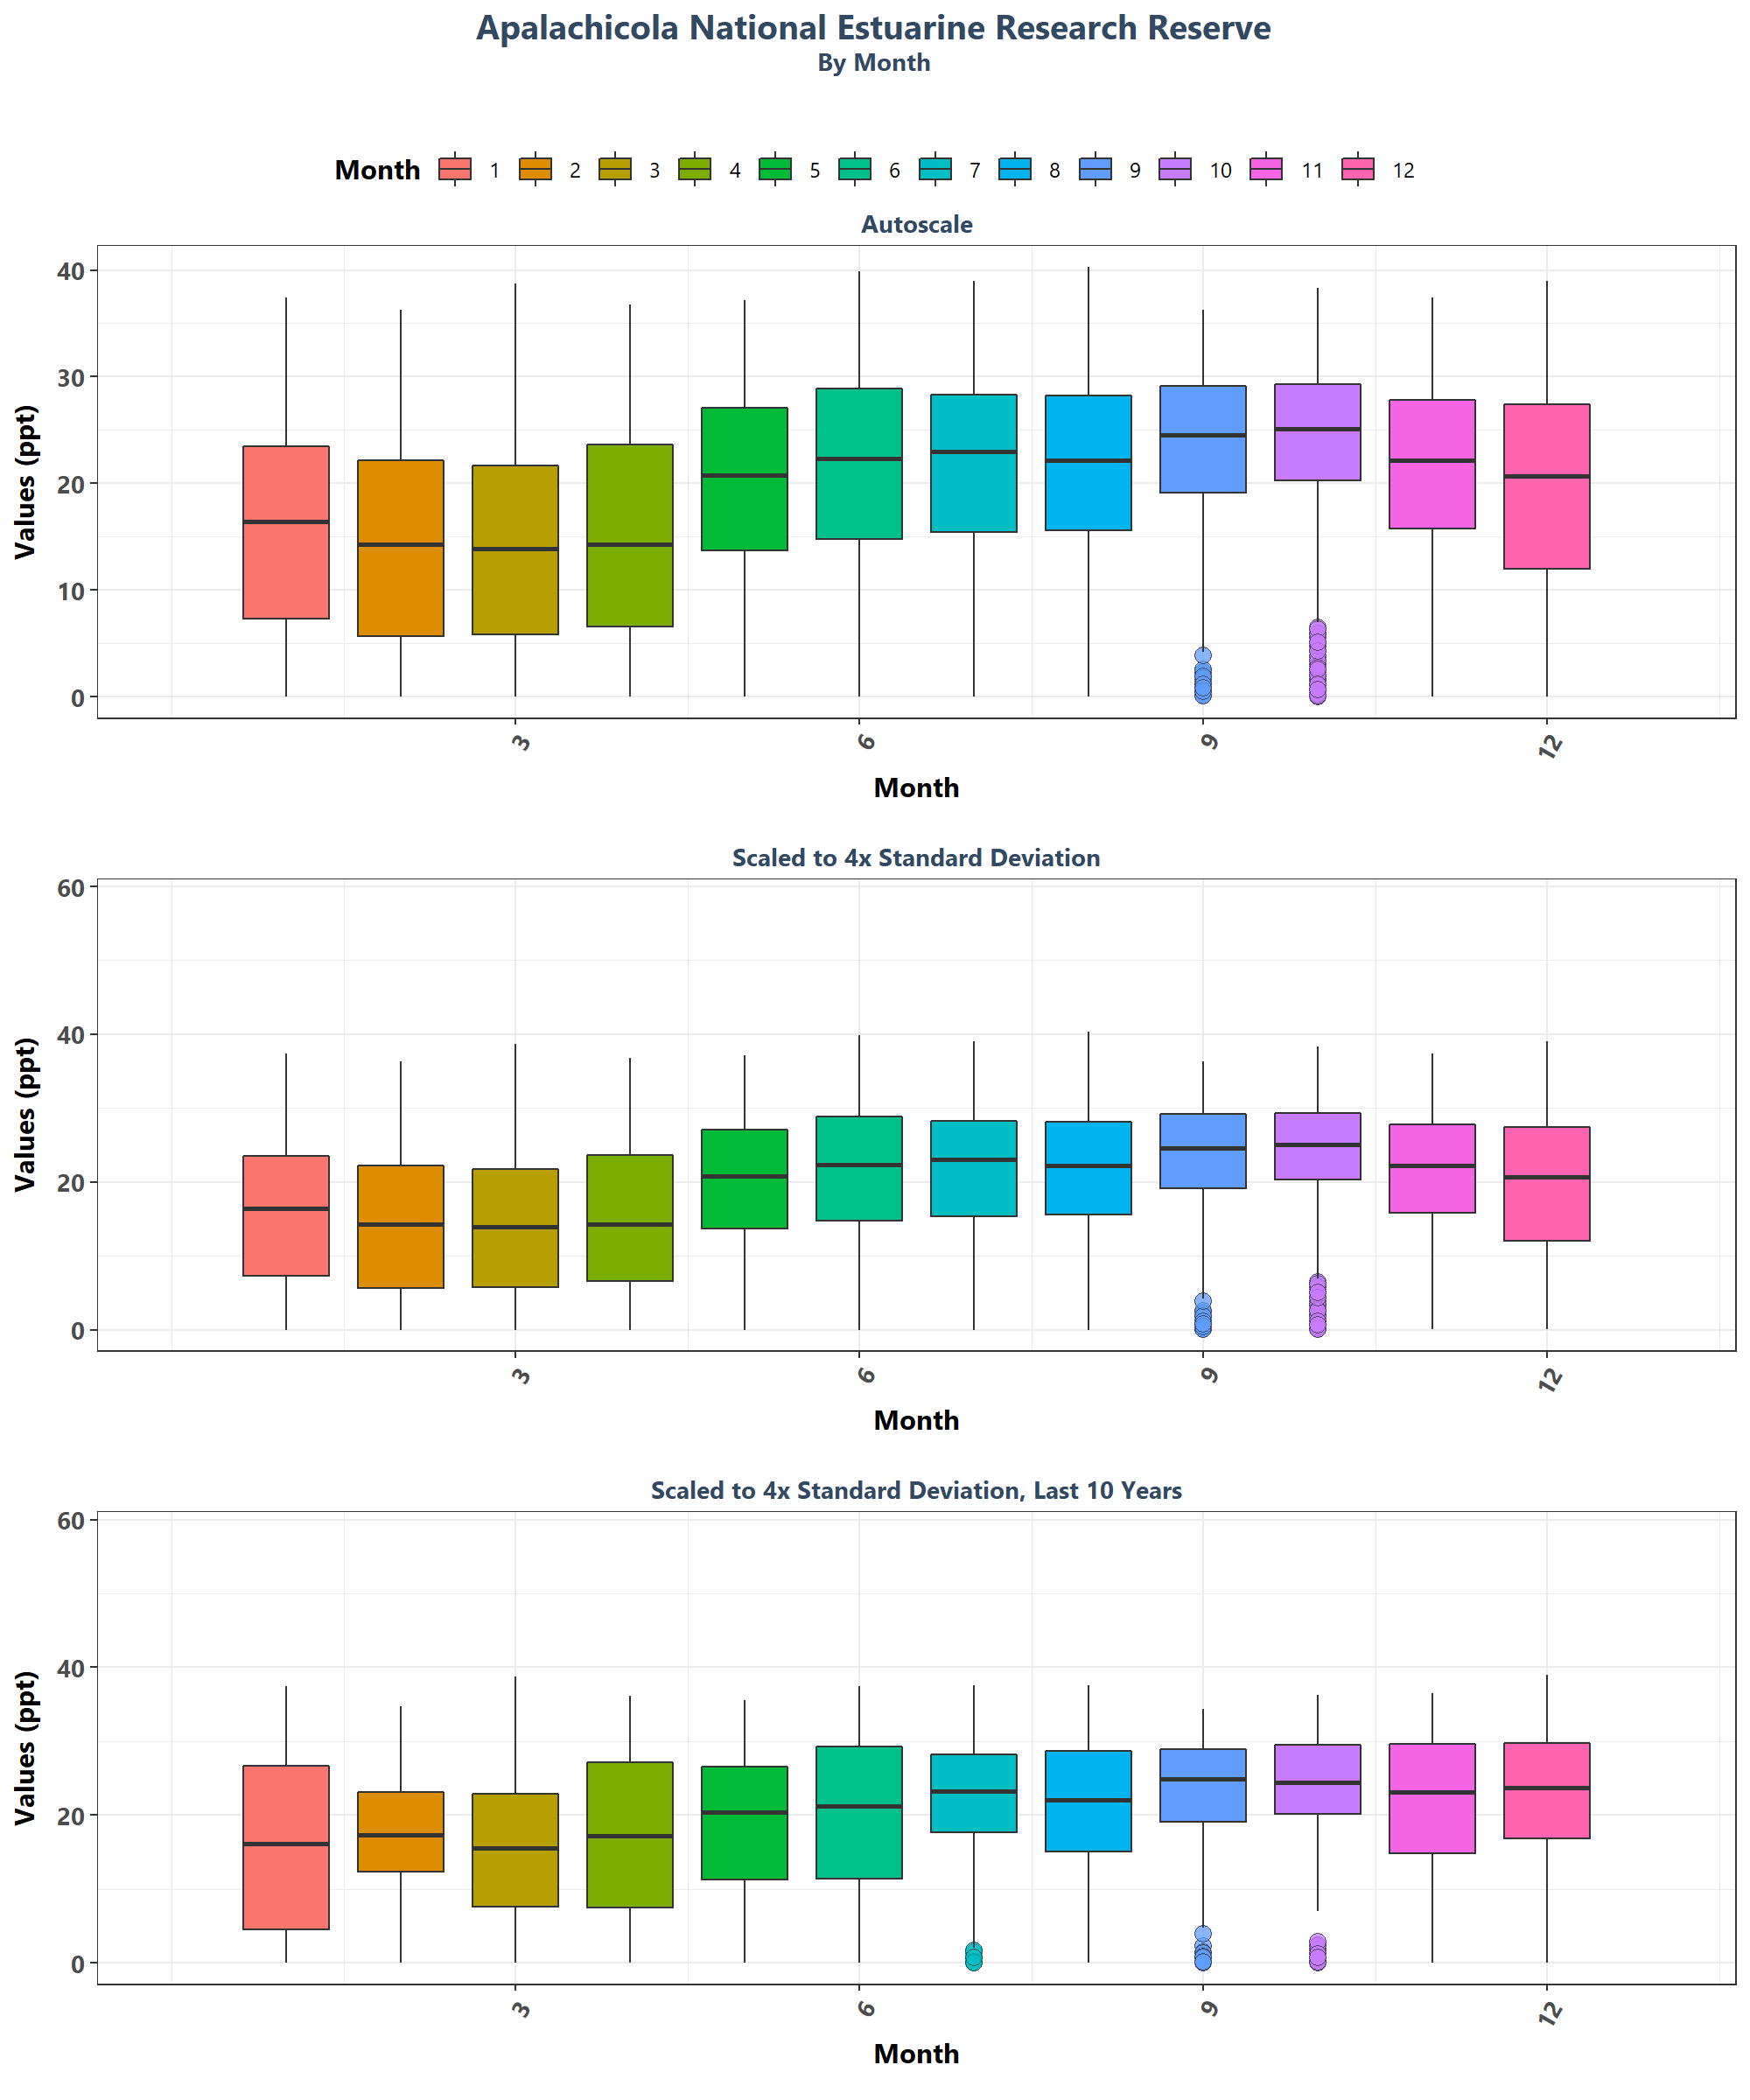 Apalachicola National Estuarine Research Reserve
By Month
Month 1 2 3 4 5 6 7 8 9 10 11 12
Autoscale
Values (ppt)
40
30
20
10
0
3 6 9 12
Month
Scaled to 4x Standard Deviation
Values (ppt)
60
40
20
0
3 6 9 12
Month
Scaled to 4x Standard Deviation, Last 10 Years
Values (ppt)
60
40
20
0
3 6 9 12
Month